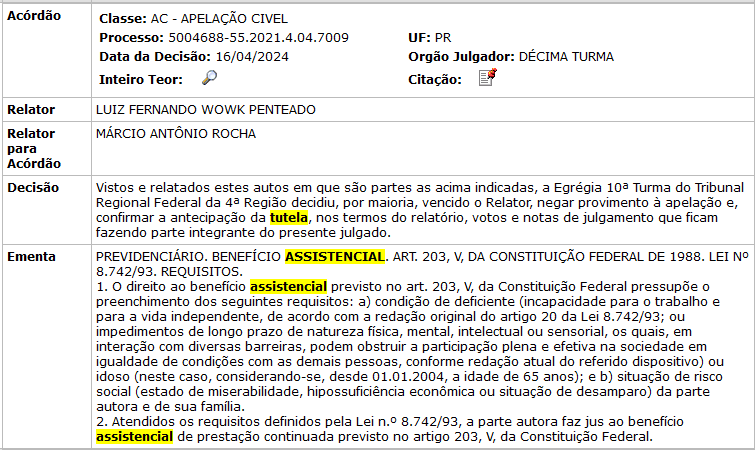 Acórdão
Classe: AC - APELAÇÃO CIVEL
Processo: 5004688-55.2021.4.04.7009 UF: PR
Data da Decisão: 16/04/2024 Orgão Julgador: DÉCIMA TURMA
Inteiro Teor: Citação:
Relator LUIZ FERNANDO WOWK PENTEADO
Relator para Acórdão MÁRCIO ANTÔNIO ROCHA
Decisão
Vistos e relatados estes autos em que são partes as acima indicadas, a Egrégia 10ª Turma do Tribunal
Regional Federal da 4ª Região decidiu, por maioria, vencido o Relator, negar provimento à apelação e,
confirmar a antecipação da tutela, nos termos do relatório, votos e notas de julgamento que ficam
fazendo parte integrante do presente julgado.
Ementa
PREVIDENCIÁRIO. BENEFÍCIO ASSISTENCIAL. ART. 203, V, DA CONSTITUIÇÃO FEDERAL DE 1988. LEI Nº
8.742/93. REQUISITOS.
1. O direito ao benefício assistencial previsto no art. 203, V, da Constituição Federal pressupõe o
preenchimento dos seguintes requisitos: a) condição de deficiente (incapacidade para o trabalho e
para a vida independente, de acordo com a redação original do artigo 20 da Lei 8.742/93; ou
impedimentos de longo prazo de natureza física, mental, intelectual ou sensorial, os quais, em
interação com diversas barreiras, podem obstruir a participação plena e efetiva na sociedade em
igualdade de condições com as demais pessoas, conforme redação atual do referido dispositivo) ou
idoso (neste caso, considerando-se, desde 01.01.2004, a idade de 65 anos); e b) situação de risco
social (estado de miserabilidade, hipossuficiência econômica ou situação de desamparo) da parte
autora e de sua família.
2. Atendidos os requisitos definidos pela Lei n.º 8.742/93, a parte autora faz jus ao benefício
assistencial de prestação continuada previsto no artigo 203, V, da Constituição Federal.